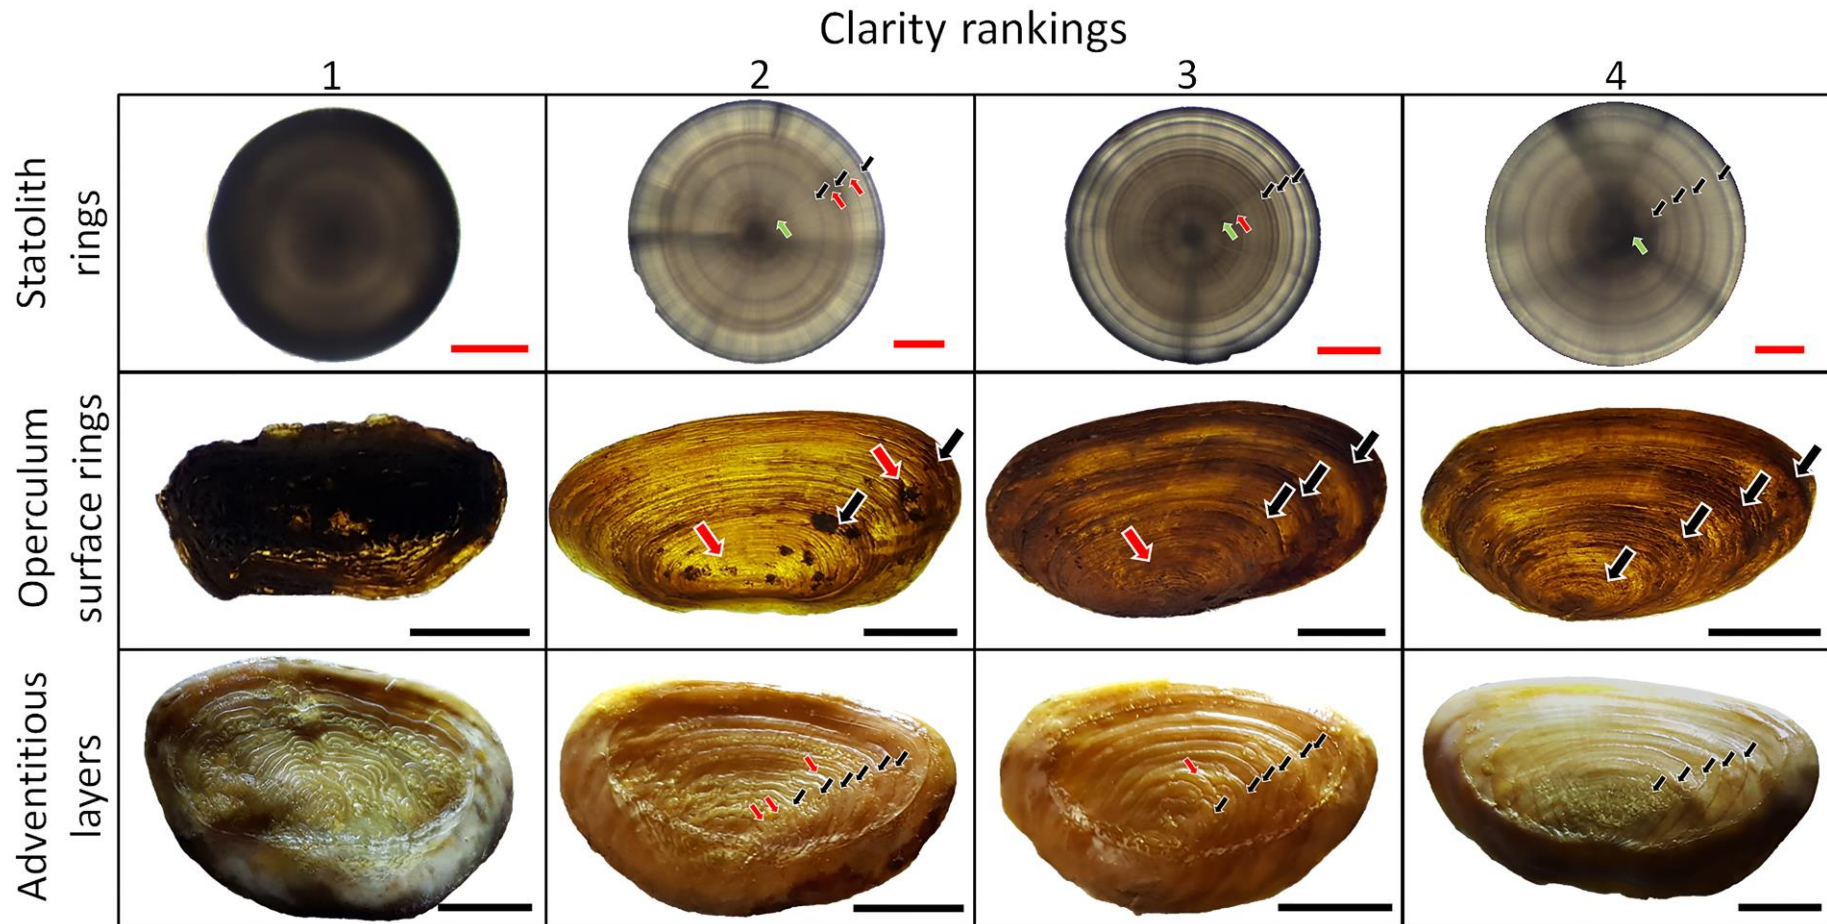 Clarity rankings
1 2 3 4
Statolith
rings
Operculum
surface rings
Adventitious
layers